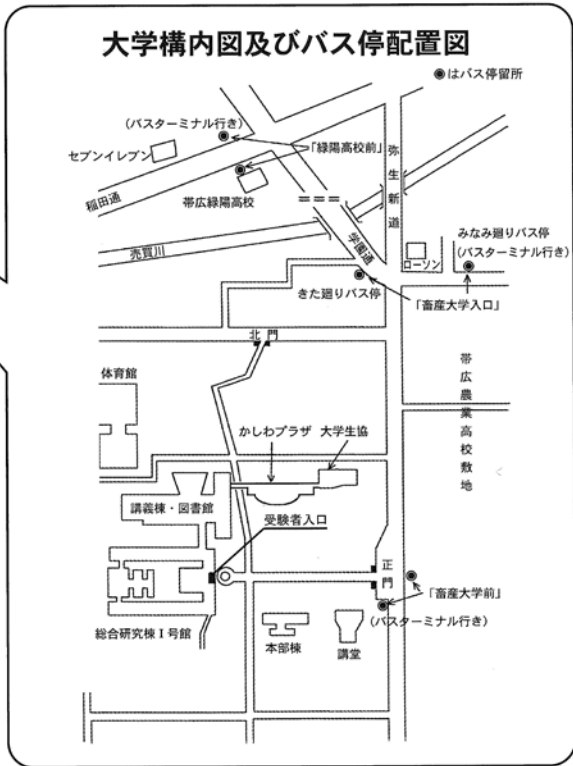 大学構内図及びバス停配置図
◉はバス停留所
(バスターミナル行き)
セブンイレブン
「緑陽高校前」
弥生新道
稲田通
帯広緑陽高校
学園通
みなみ廻りバス停
(バスターミナル行き)
売買川
ローソン
きた廻りバス停
「畜産大学入口」
北門
体育館
帯広農業高校敷地
かしわプラザ
大学生協
講義棟・図書館
受験者入口
正門
「畜産大学前」
(バスターミナル行き)
総合研究棟Ⅰ号館
本部棟
講堂